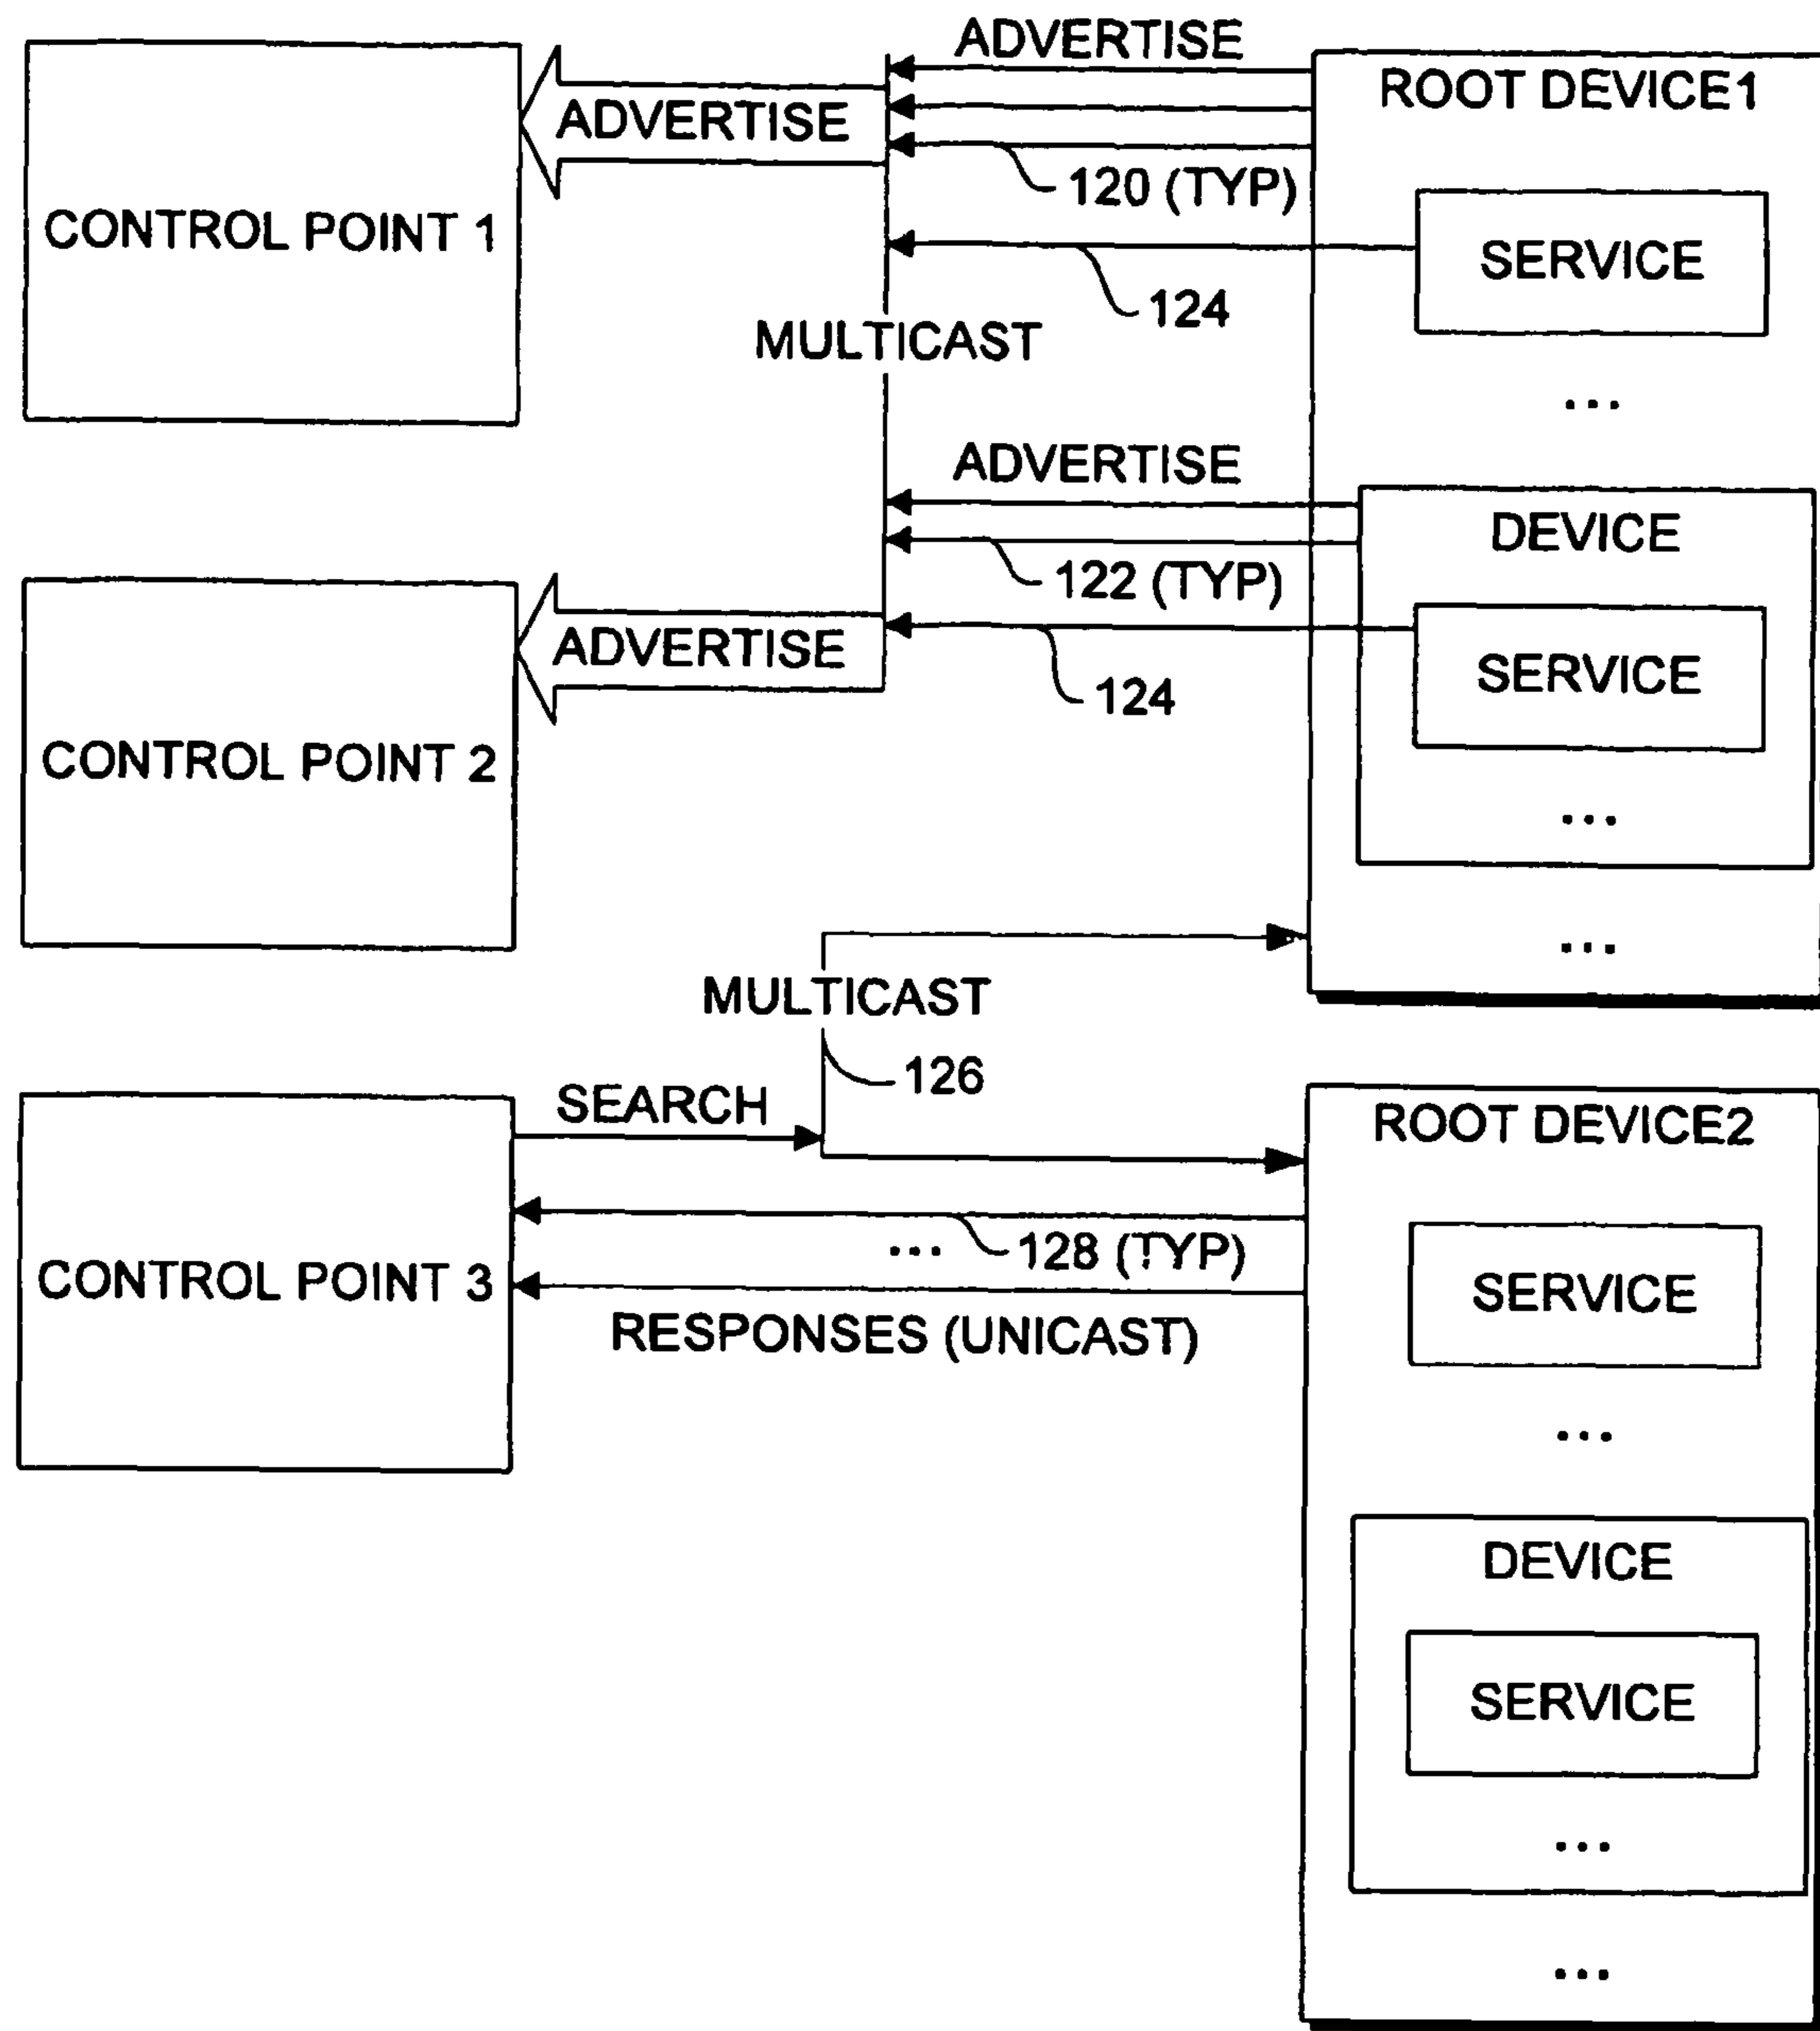 ADVERTISE
ROOT DEVICE1
ADVERTISE
120 (TYP)
CONTROL POINT 1
SERVICE
124
MULTICAST
...
ADVERTISE
DEVICE
122 (TYP)
ADVERTISE
SERVICE
124
CONTROL POINT 2
...
...
MULTICAST
126
SEARCH
ROOT DEVICE2
... 128 (TYP)
CONTROL POINT 3
SERVICE
RESPONSES (UNICAST)
...
DEVICE
SERVICE
...
...